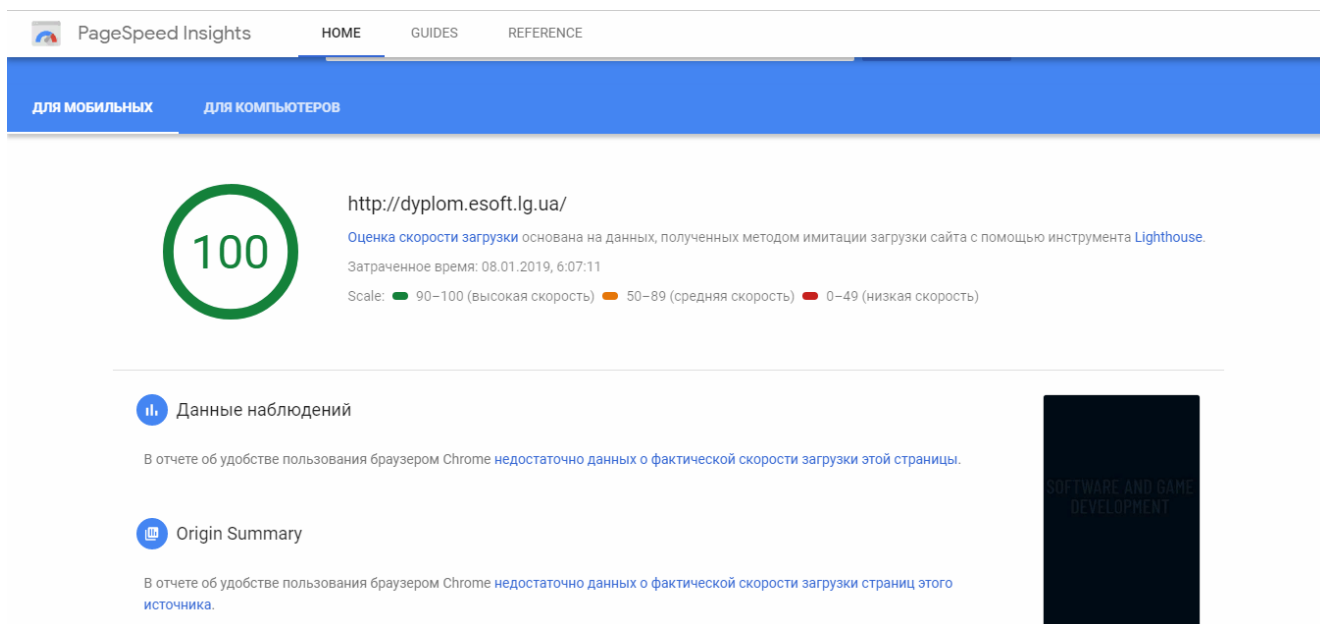 PageSpeed Insights HOME GUIDES REFERENCE
ДЛЯ МОБИЛЬНЫХ ДЛЯ КОМПЬЮТЕРОВ
100
http://dyplom.esoft.lg.ua/
Оценка скорости загрузки основана на данных, полученных методом имитации загрузки сайта с помощью инструмента Lighthouse.
Затраченное время: 08.01.2019, 6:07:11
Scale: 90–100 (высокая скорость) 50–89 (средняя скорость) 0–49 (низкая скорость)
Данные наблюдений
В отчете об удобстве пользования браузером Chrome недостаточно данных о фактической скорости загрузки этой страницы.
SOFTWARE AND GAME
DEVELOPMENT
Origin Summary
В отчете об удобстве пользования браузером Chrome недостаточно данных о фактической скорости загрузки страниц этого
источника.